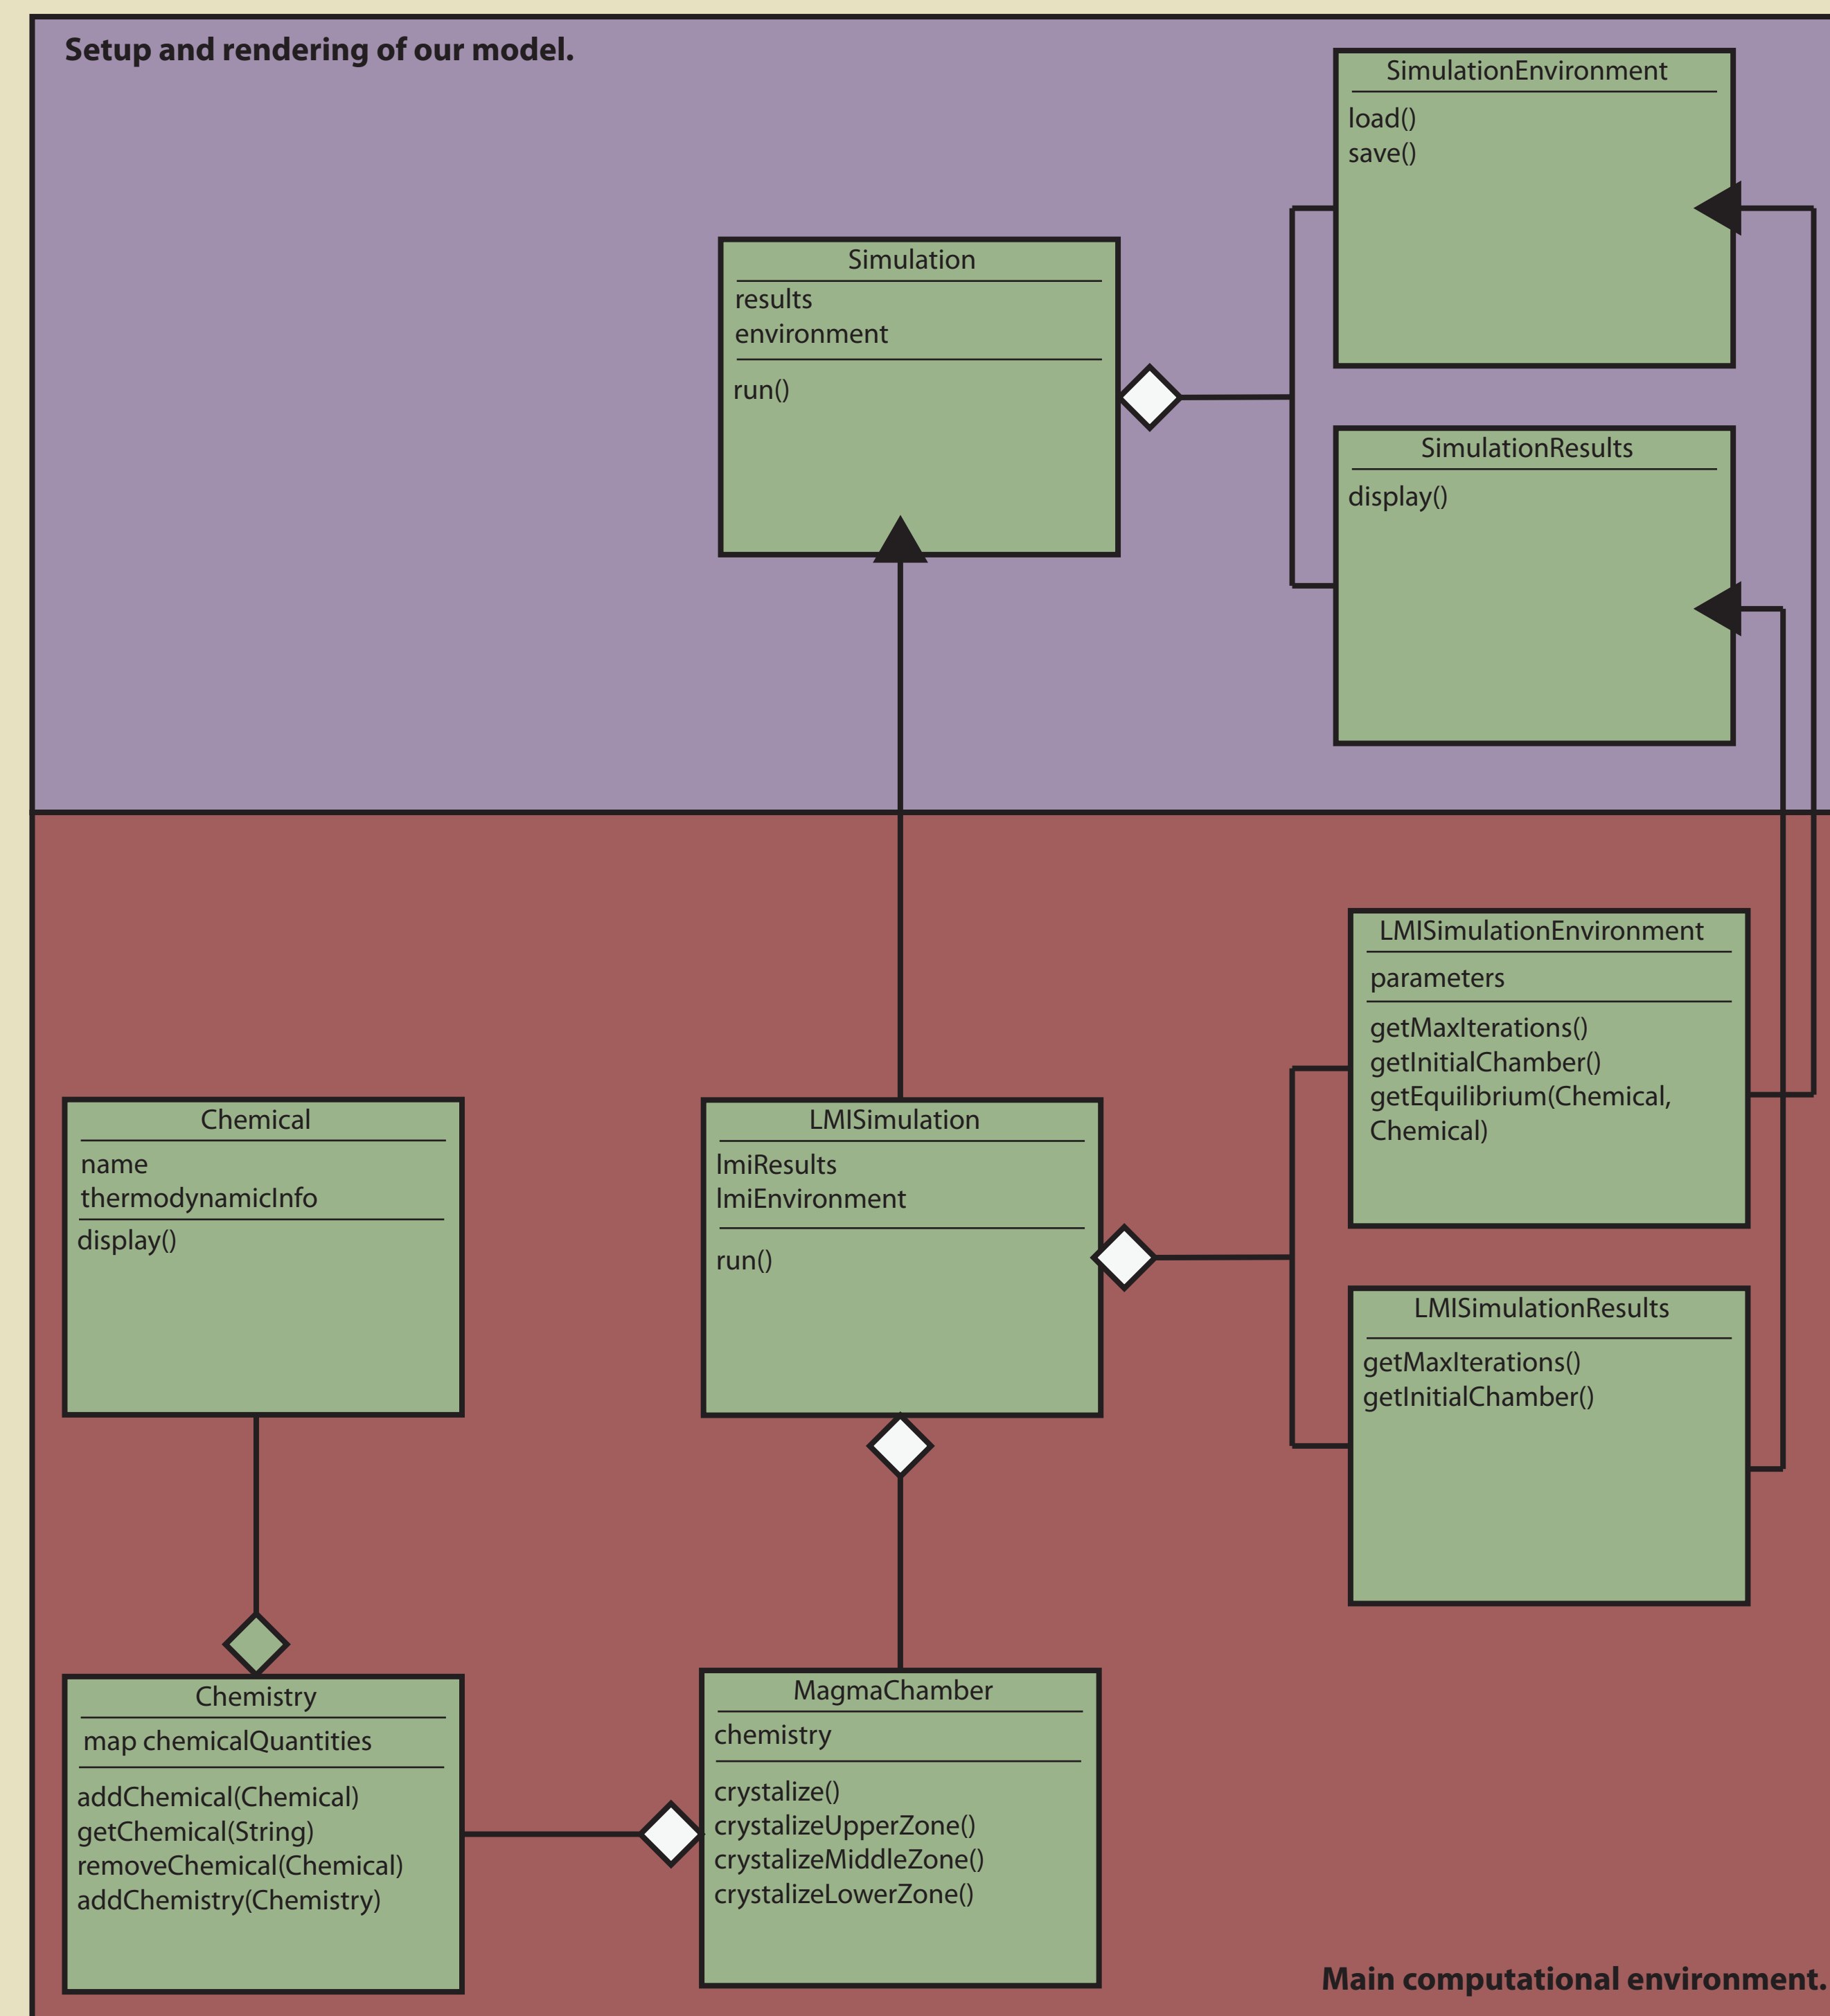 Setup and rendering of our model.
SimulationEnvironment
load()
save()
Simulation
results
environment
run()
SimulationResults
display()
LMISimulationEnvironment
parameters
getMaxIterations()
getInitialChamber()
getEquilibrium(Chemical,
Chemical)
Chemical
name
thermodynamicInfo
display()
LMISimulation
lmiResults
lmiEnvironment
run()
LMISimulationResults
getMaxIterations()
getInitialChamber()
Chemistry
map chemicalQuantities
addChemical(Chemical)
getChemical(String)
removeChemical(Chemical)
addChemistry(Chemistry)
MagmaChamber
chemistry
crystalize()
crystalizeUpperZone()
crystalizeMiddleZone()
crystalizeLowerZone()
Main computational environment.